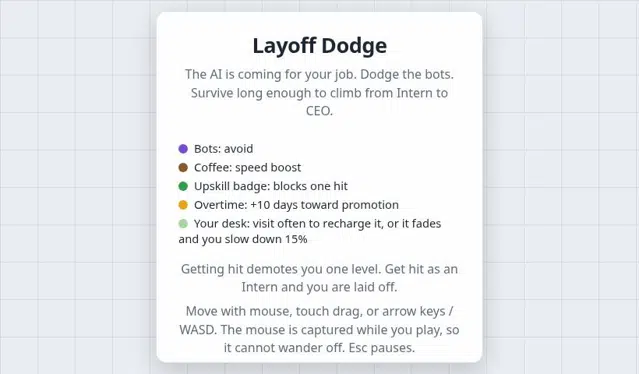 Layoff Dodge
The AI is coming for your job. Dodge the bots.
Survive long enough to climb from Intern to
CEO.
Bots: avoid
Coffee: speed boost
Upskill badge: blocks one hit
Overtime: +10 days toward promotion
Your desk: visit often to recharge it, or it fades
and you slow down 15%
Getting hit demotes you one level. Get hit as an
Intern and you are laid off.
Move with mouse, touch drag, or arrow keys /
WASD. The mouse is captured while you play, so
it cannot wander off. Esc pauses.